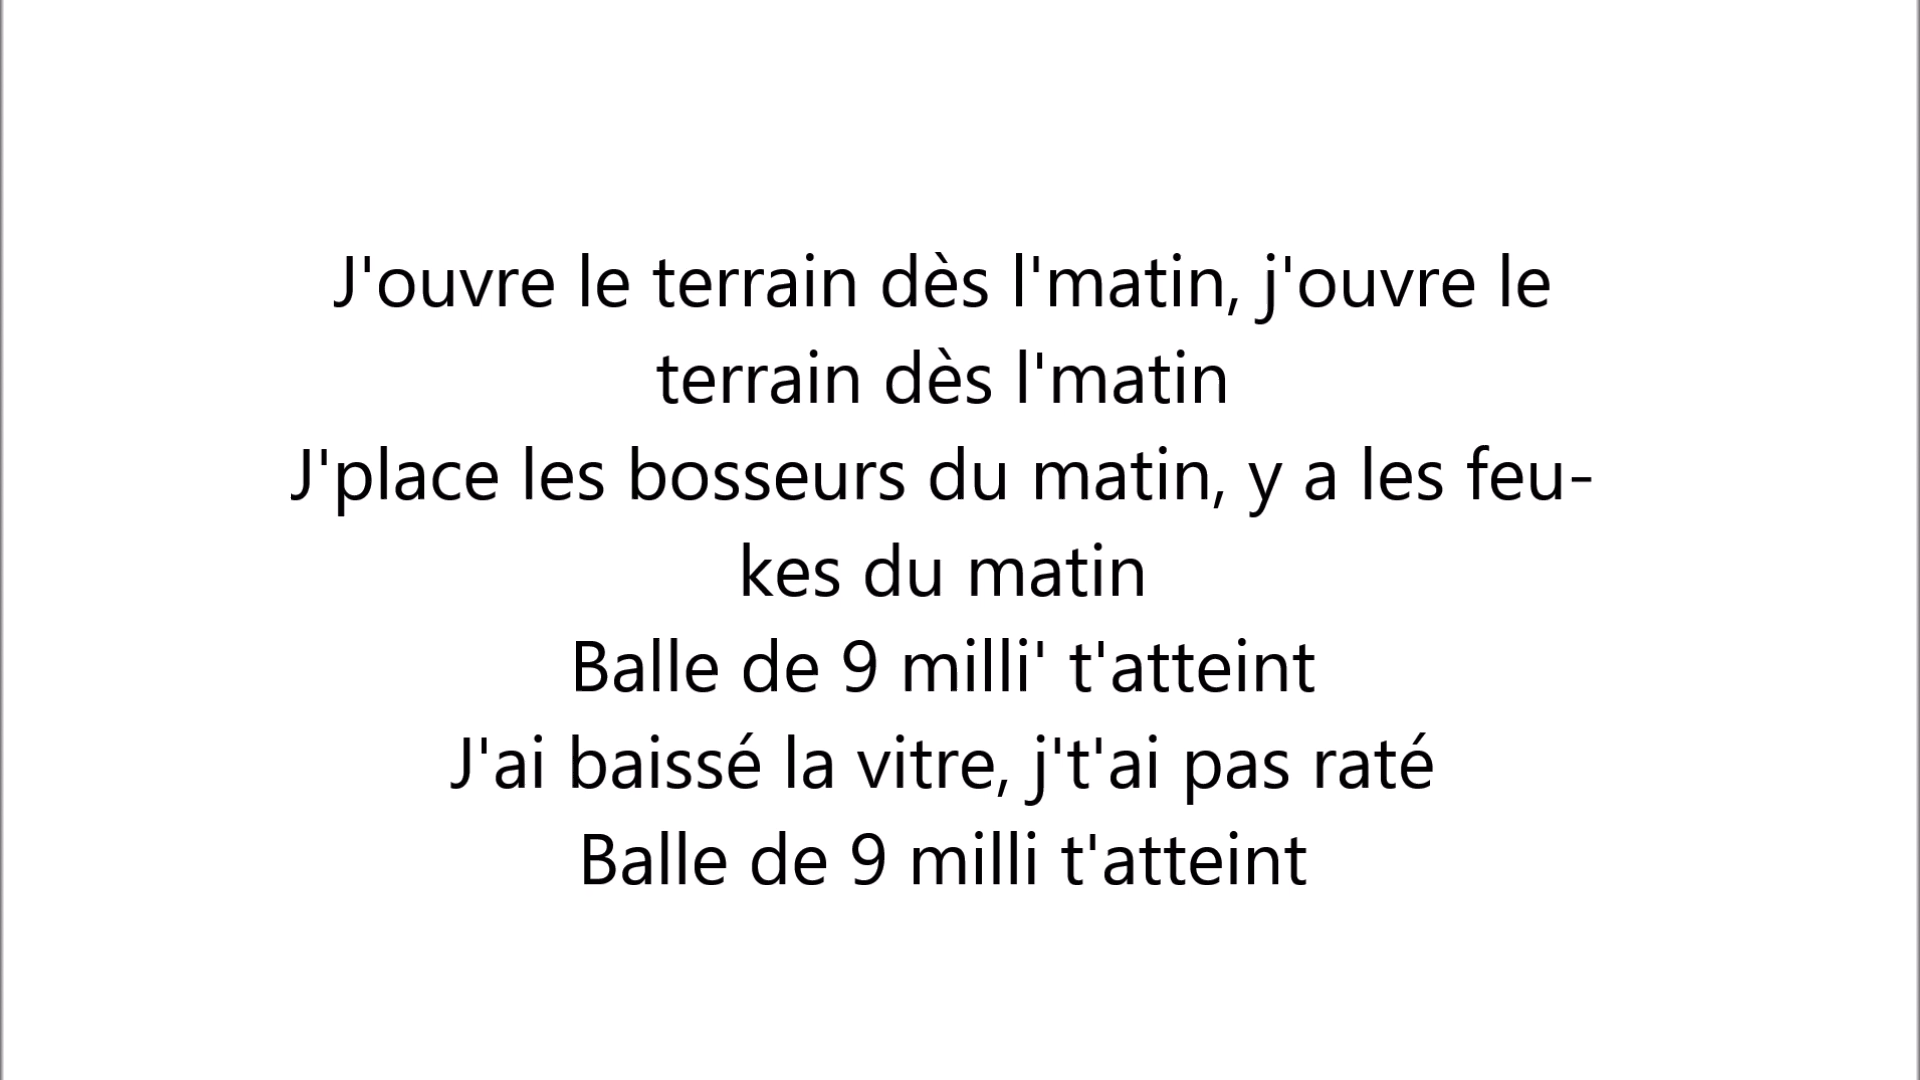 J'ouvre le terrain dès l'matin, j'ouvre le
terrain dès l'matin
J'place les bosseurs du matin, y a les feu-
kes du matin
Balle de 9 milli' t'atteint
J'ai baissé la vitre, j't'ai pas raté
Balle de 9 milli t'atteint